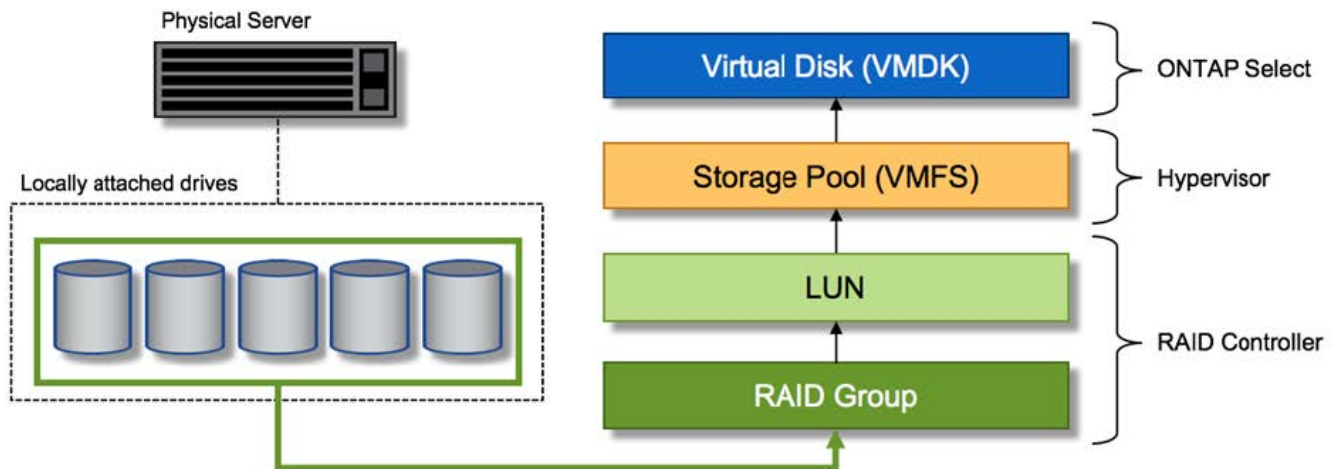 Physical Server
Locally attached drives
Virtual Disk (VMDK)
ONTAP Select
Storage Pool (VMFS)
Hypervisor
LUN
RAID Controller
RAID Group